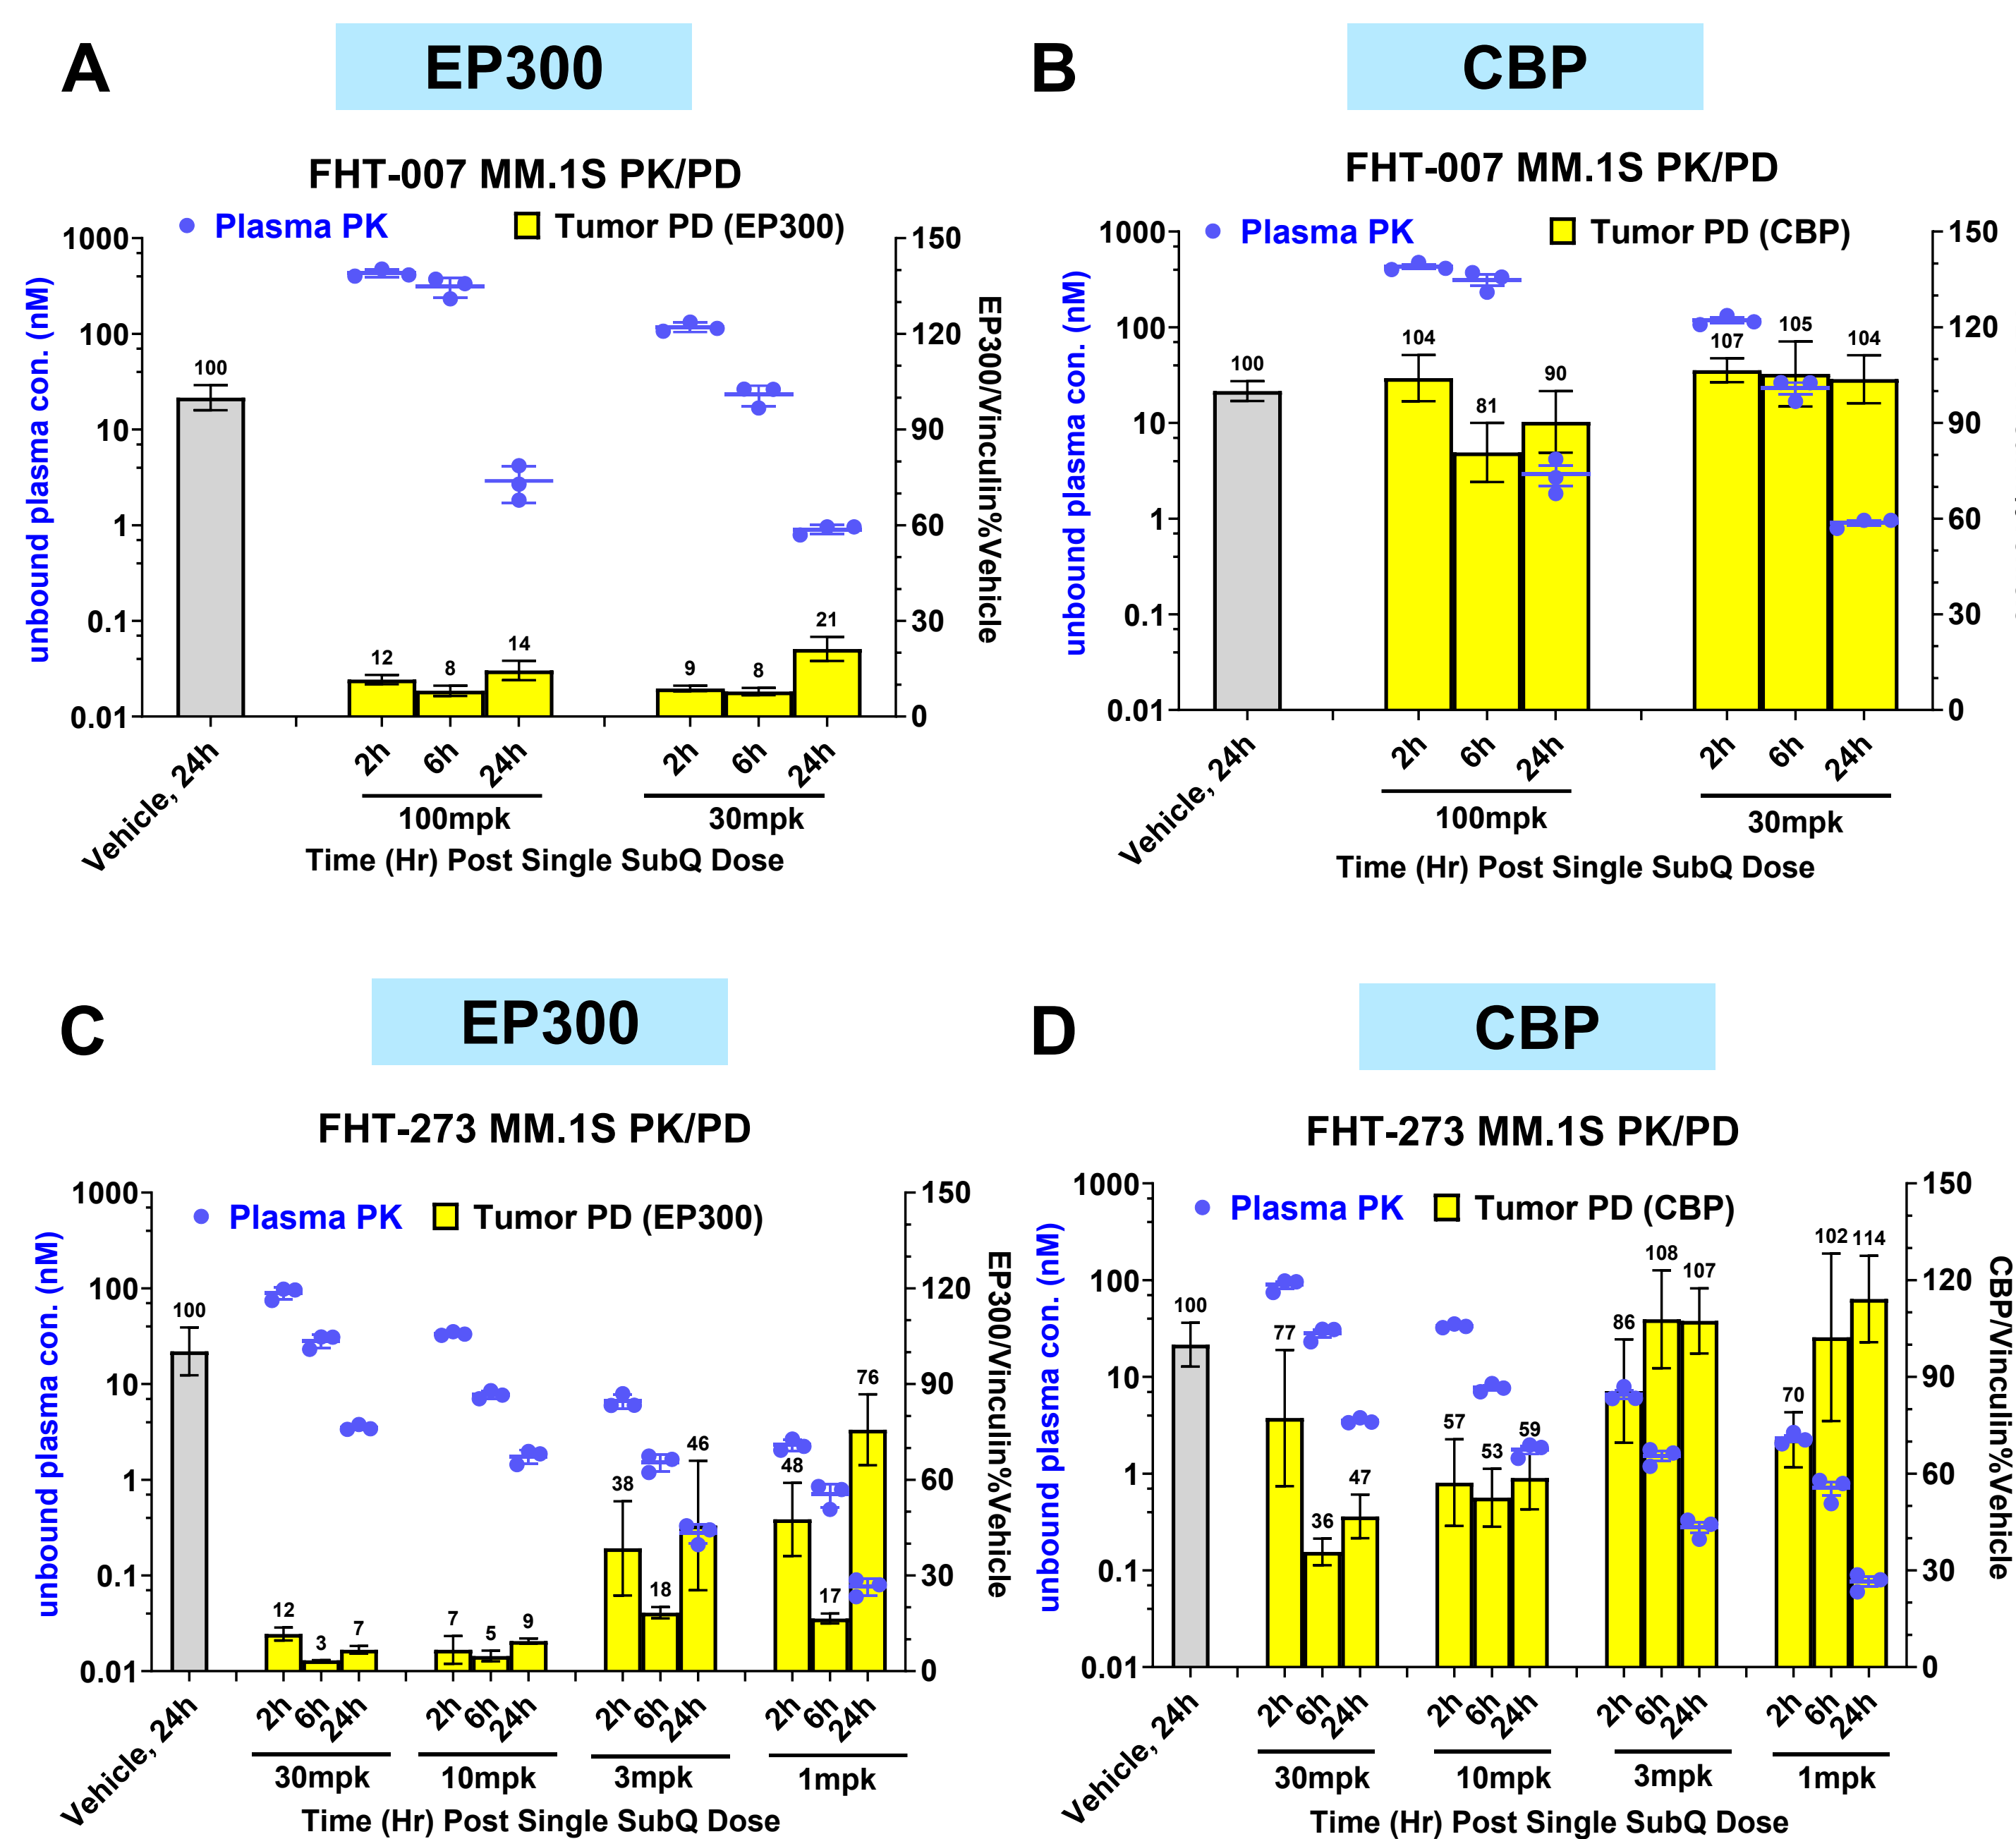 A
EP300
FHT-007 MM.1S PK/PD
Plasma PK
Tumor PD (EP300)
unbound plasma con. (nM)
1000
100
10
1
0.1
0.01
150
120
90
60
30
0
EP300/Vinculin%Vehicle
100
12
8
14
9
8
21
Vehicle, 24h
2h
6h
24h
2h
6h
24h
100mpk
30mpk
Time (Hr) Post Single SubQ Dose
B
CBP
FHT-007 MM.1S PK/PD
Plasma PK
Tumor PD (CBP)
unbound plasma con. (nM)
1000
100
10
1
0.1
0.01
150
120
90
60
30
0
100
104
81
90
107
105
104
Vehicle, 24h
2h
6h
24h
2h
6h
24h
100mpk
30mpk
Time (Hr) Post Single SubQ Dose
C
EP300
FHT-273 MM.1S PK/PD
Plasma PK
Tumor PD (EP300)
unbound plasma con. (nM)
1000
100
10
1
0.1
0.01
150
120
90
60
30
0
EP300/Vinculin%Vehicle
100
12
3
7
7
5
9
38
18
46
48
17
76
Vehicle, 24h
2h
6h
24h
2h
6h
24h
2h
6h
24h
2h
6h
24h
30mpk
10mpk
3mpk
1mpk
Time (Hr) Post Single SubQ Dose
D
CBP
FHT-273 MM.1S PK/PD
Plasma PK
Tumor PD (CBP)
unbound plasma con. (nM)
1000
100
10
1
0.1
0.01
150
120
90
60
30
0
CBP/Vinculin%Vehicle
100
77
36
47
57
53
59
86
108
107
70
102
114
Vehicle, 24h
2h
6h
24h
2h
6h
24h
2h
6h
24h
2h
6h
24h
30mpk
10mpk
3mpk
1mpk
Time (Hr) Post Single SubQ Dose